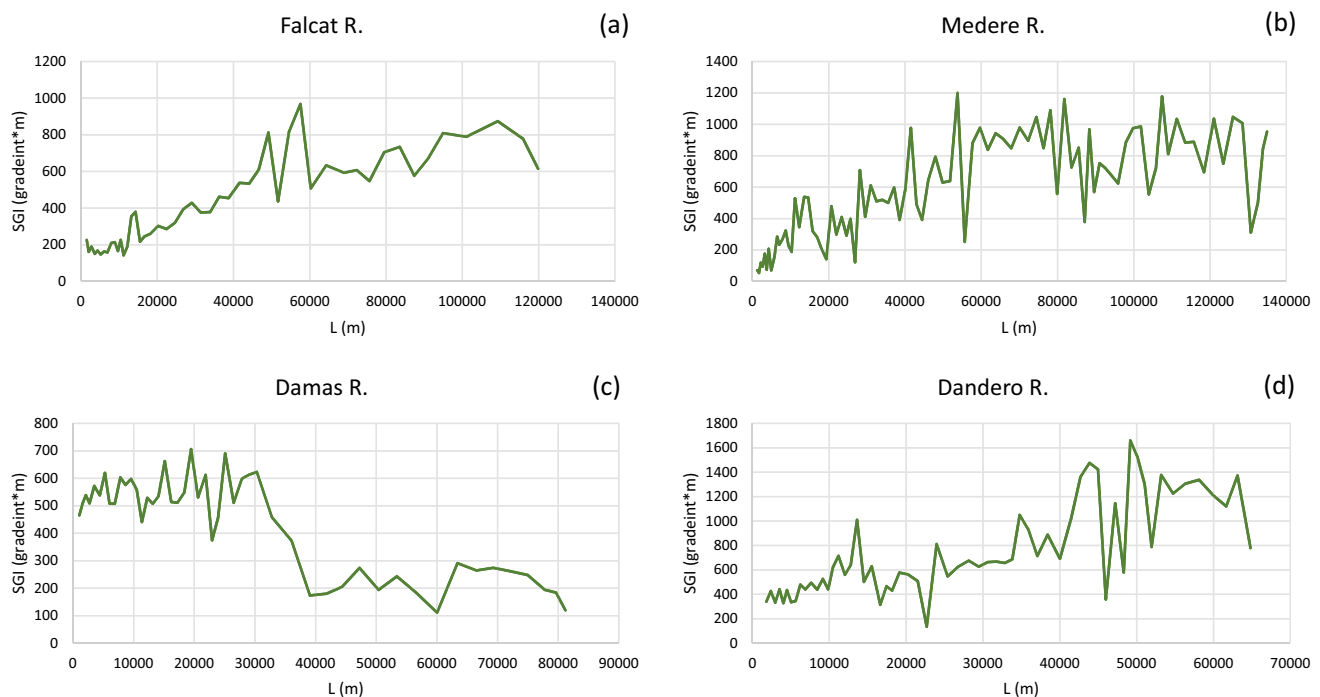 Falcat R.
(a)
1200
1000
800
600
400
200
0
SGI (gradeint*m)
0 20000 40000 60000 80000 100000 120000 140000
L (m)
Medere R.
(b)
1400
1200
1000
800
600
400
200
0
SGI (gradeint*m)
0 20000 40000 60000 80000 100000 120000 140000
L (m)
Damas R.
(c)
800
700
600
500
400
300
200
100
0
SGI (gradeint*m)
0 10000 20000 30000 40000 50000 60000 70000 80000 90000
L (m)
Dandero R.
(d)
1800
1600
1400
1200
1000
800
600
400
200
0
SGI (gradeint*m)
0 10000 20000 30000 40000 50000 60000 70000
L (m)